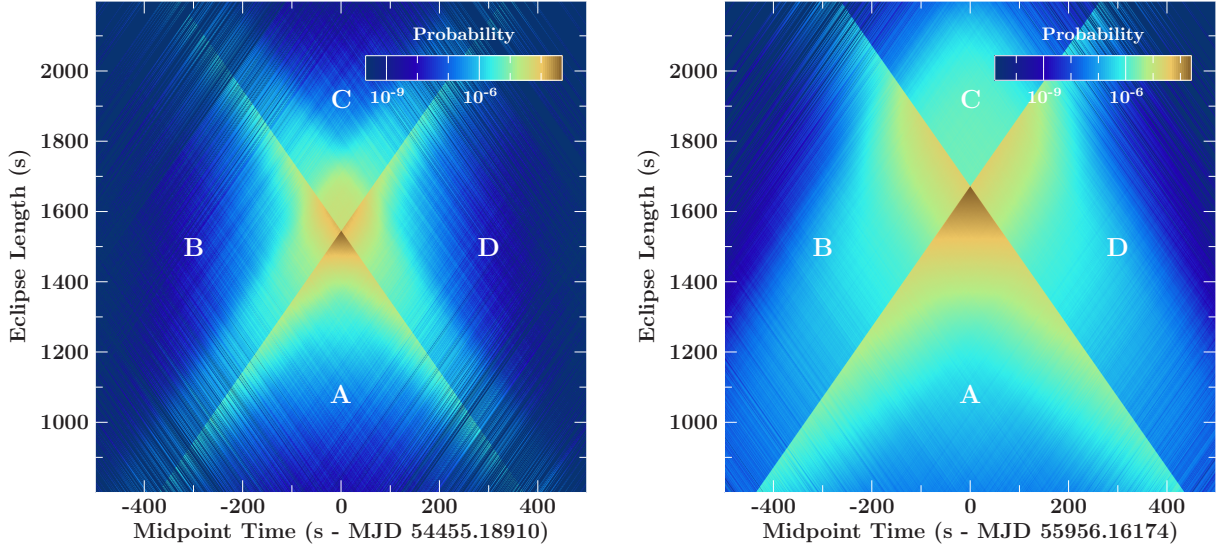 Probability
10⁻⁹ 10⁻⁶
C
B
D
A
2000
1800
1600
1400
1200
1000
Eclipse Length (s)
-400 -200 0 200 400
Midpoint Time (s - MJD 54455.18910)
Probability
10⁻⁹ 10⁻⁶
C
B
D
A
2000
1800
1600
1400
1200
1000
Eclipse Length (s)
-400 -200 0 200 400
Midpoint Time (s - MJD 55956.16174)